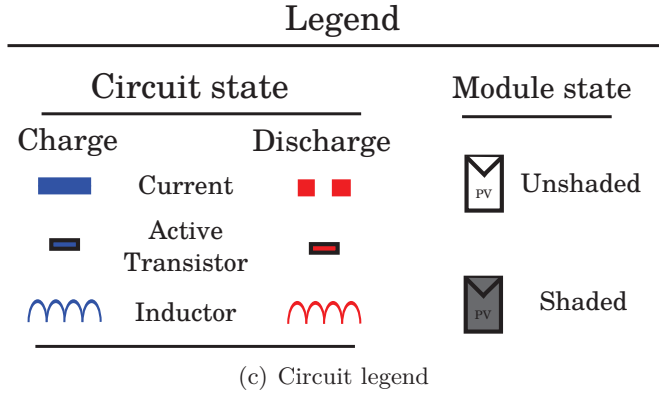 Legend
Circuit state
Module state
Charge
Discharge
Current
PV
Unshaded
Active
Transistor
PV
Shaded
Inductor
(c) Circuit legend